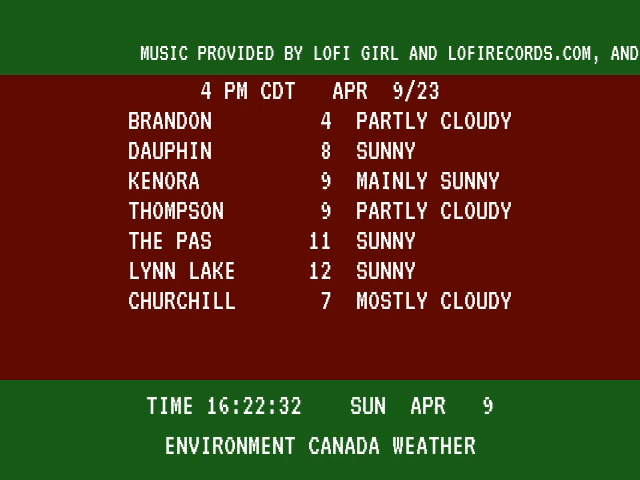 MUSIC PROVIDED BY LOFI GIRL AND LOFIRECORDS.COM, AND
4 PM CDT   APR  9/23
BRANDON         4  PARTLY CLOUDY
DAUPHIN         8  SUNNY
KENORA          9  MAINLY SUNNY
THOMPSON        9  PARTLY CLOUDY
THE PAS        11  SUNNY
LYNN LAKE      12  SUNNY
CHURCHILL       7  MOSTLY CLOUDY
TIME 16:22:32    SUN  APR   9
ENVIRONMENT CANADA WEATHER